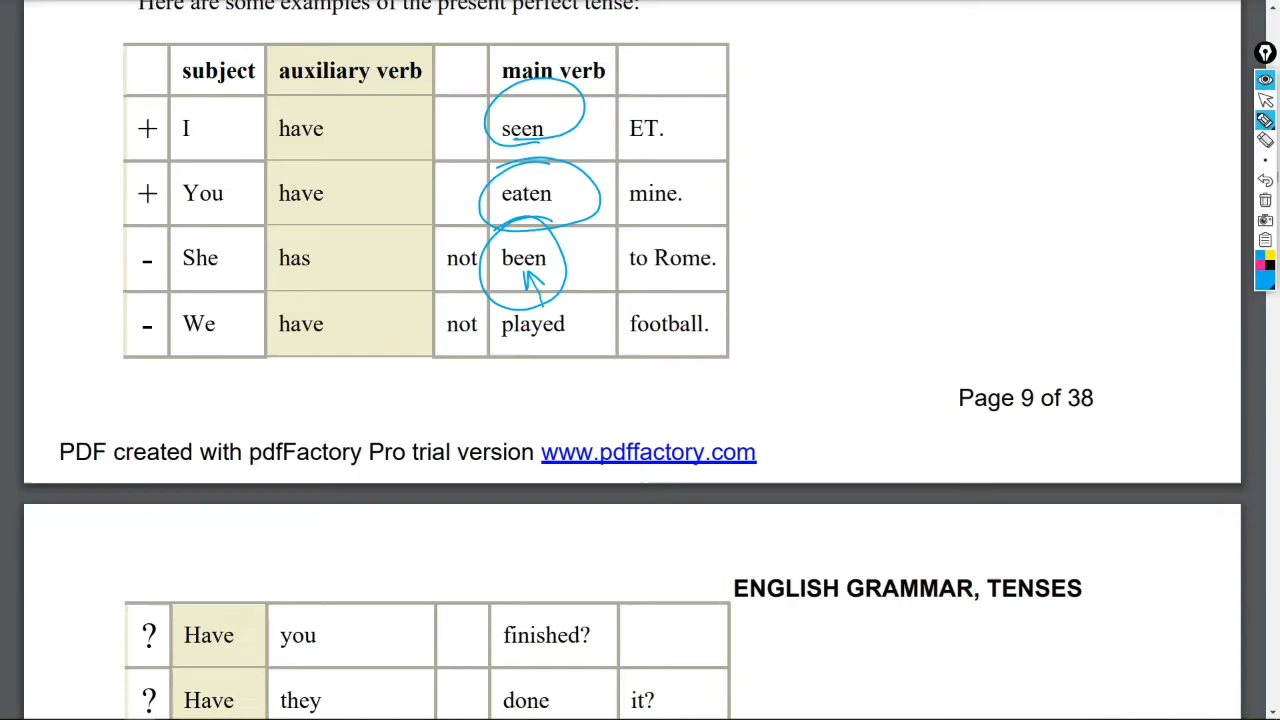 Here are some examples of the present perfect tense:
subject auxiliary verb main verb
+ I have seen ET.
+ You have eaten mine.
- She has not been to Rome.
- We have not played football.
Page 9 of 38
PDF created with pdfFactory Pro trial version www.pdffactory.com
ENGLISH GRAMMAR, TENSES
? Have you finished?
? Have they done it?